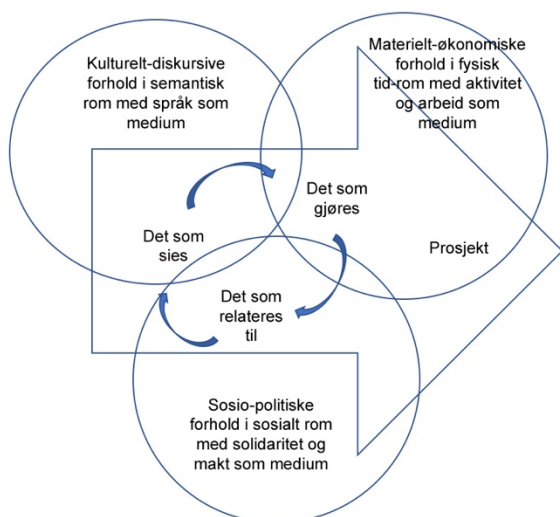 Kulturelt-diskursive
forhold i semantisk
rom med språk som
medium
Materielt-økonomiske
forhold i fysisk
tid-rom med aktivitet
og arbeid som
medium
Det som
gjøres
Det som
sies
Prosjekt
Det som
relateres
til
Sosio-politiske
forhold i sosialt rom
med solidaritet og
makt som medium